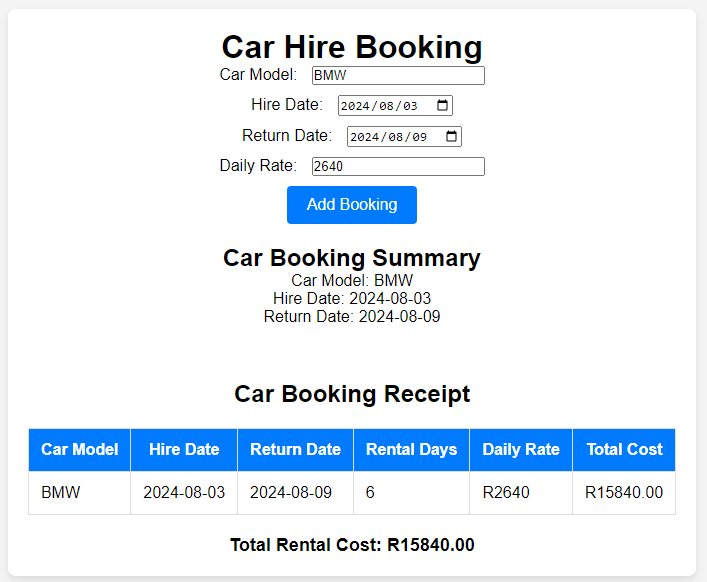 Car Hire Booking
Car Model: BMW
Hire Date: 2024/08/03
Return Date: 2024/08/09
Daily Rate: 2640
Add Booking
Car Booking Summary
Car Model: BMW
Hire Date: 2024-08-03
Return Date: 2024-08-09
Car Booking Receipt
Car Model Hire Date Return Date Rental Days Daily Rate Total Cost
BMW 2024-08-03 2024-08-09 6 R2640 R15840.00
Total Rental Cost: R15840.00